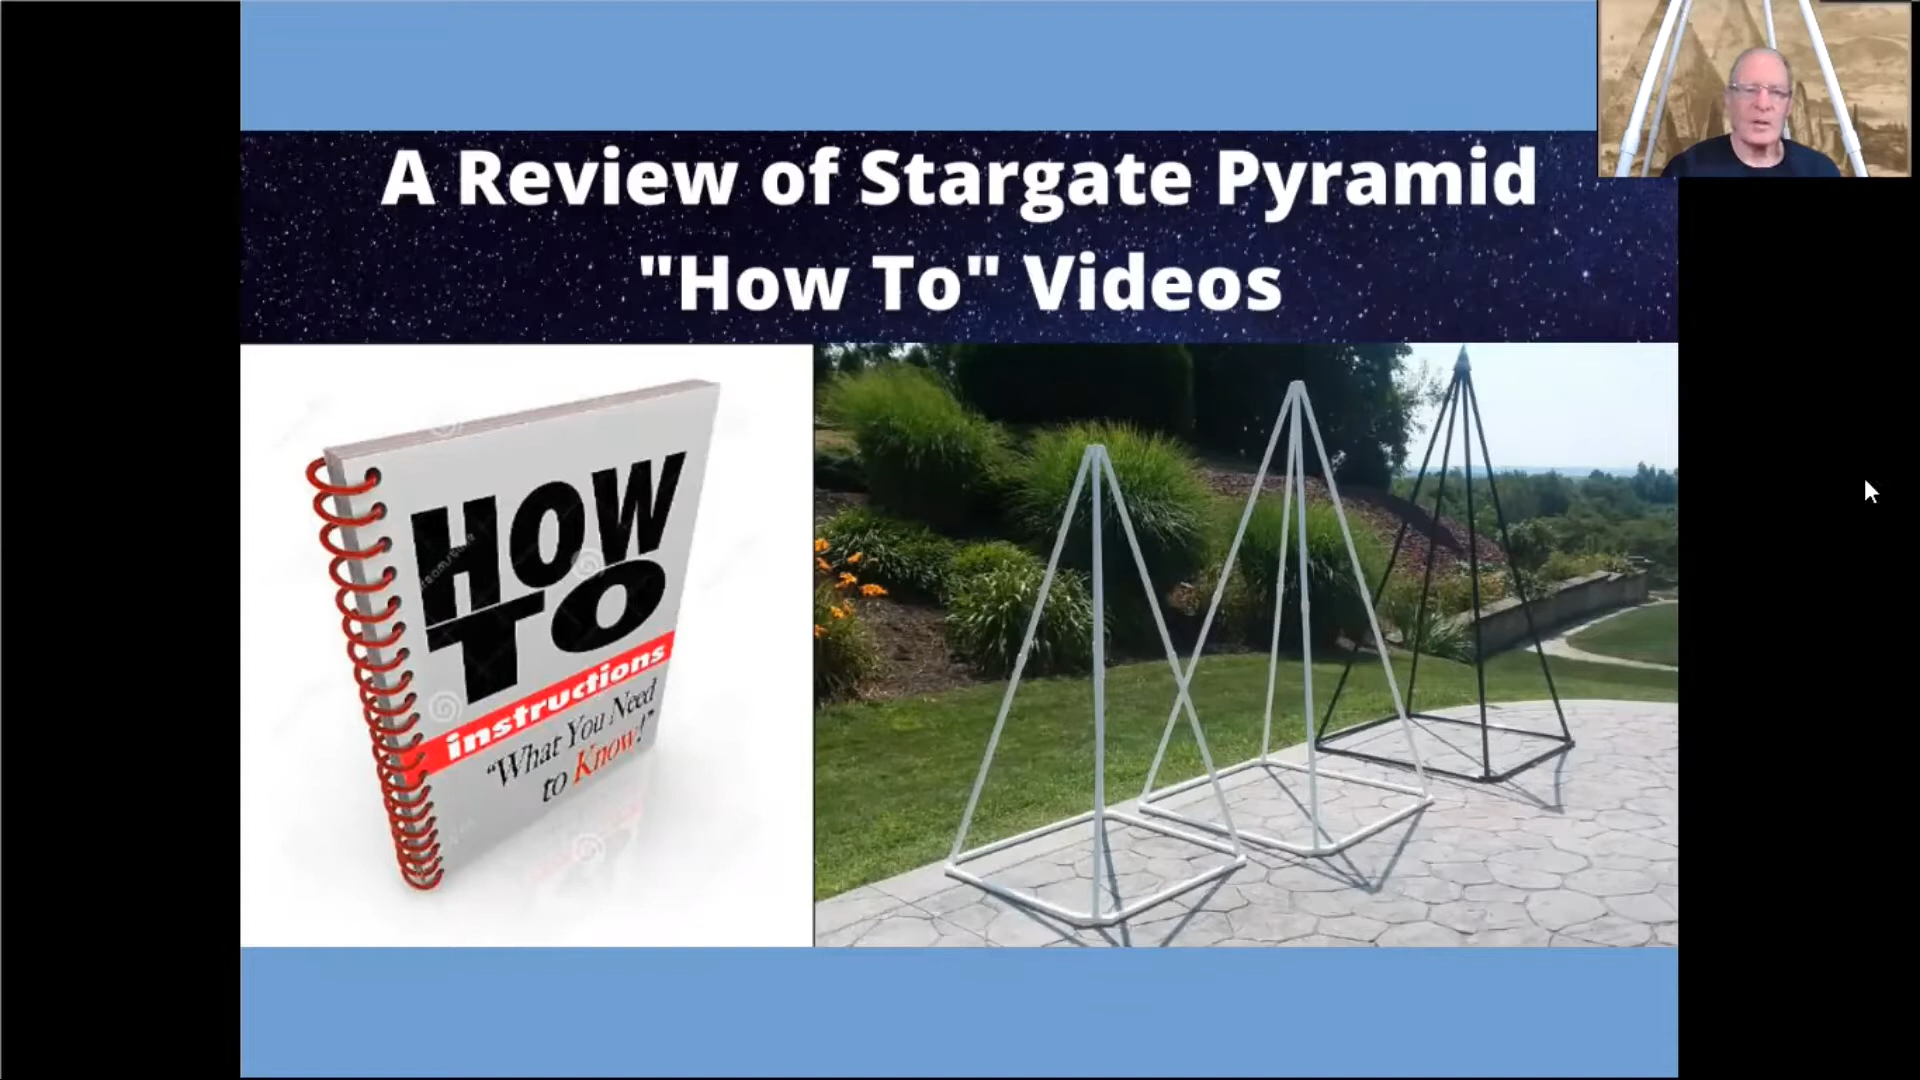 A Review of Stargate Pyramid
"How To" Videos
HOW
TO
instructions
"What You Need
to Know!"